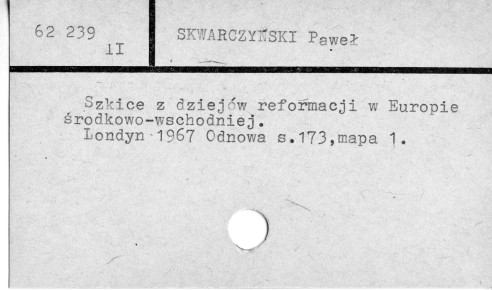 62 239
II
SKWARCZYŃSKI Paweł
Szkice z dziejów reformacji w Europie
środkowo-wschodniej.
Londyn 1967 Odnowa s.173,mapa 1.